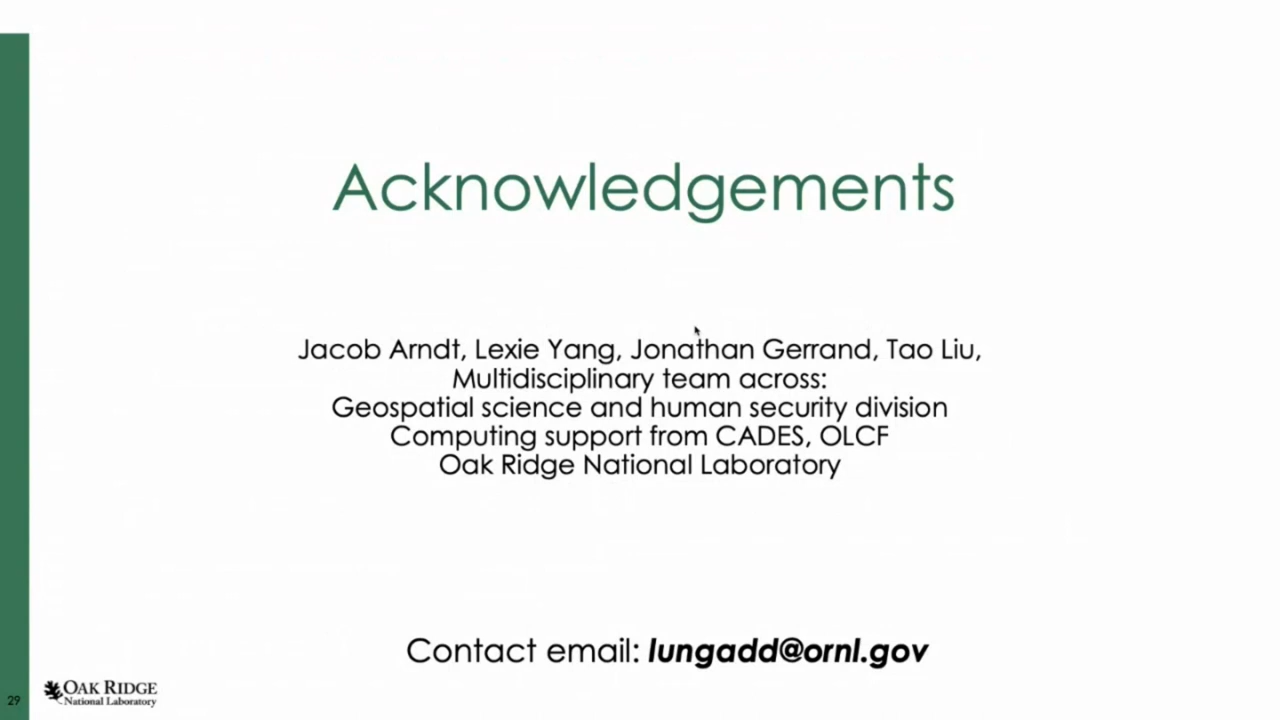 Acknowledgements
Jacob Arndt, Lexie Yang, Jonathan Gerrand, Tao Liu,
Multidisciplinary team across:
Geospatial science and human security division
Computing support from CADES, OLCF
Oak Ridge National Laboratory
Contact email: lungadd@ornl.gov
29
OAK RIDGE
National Laboratory